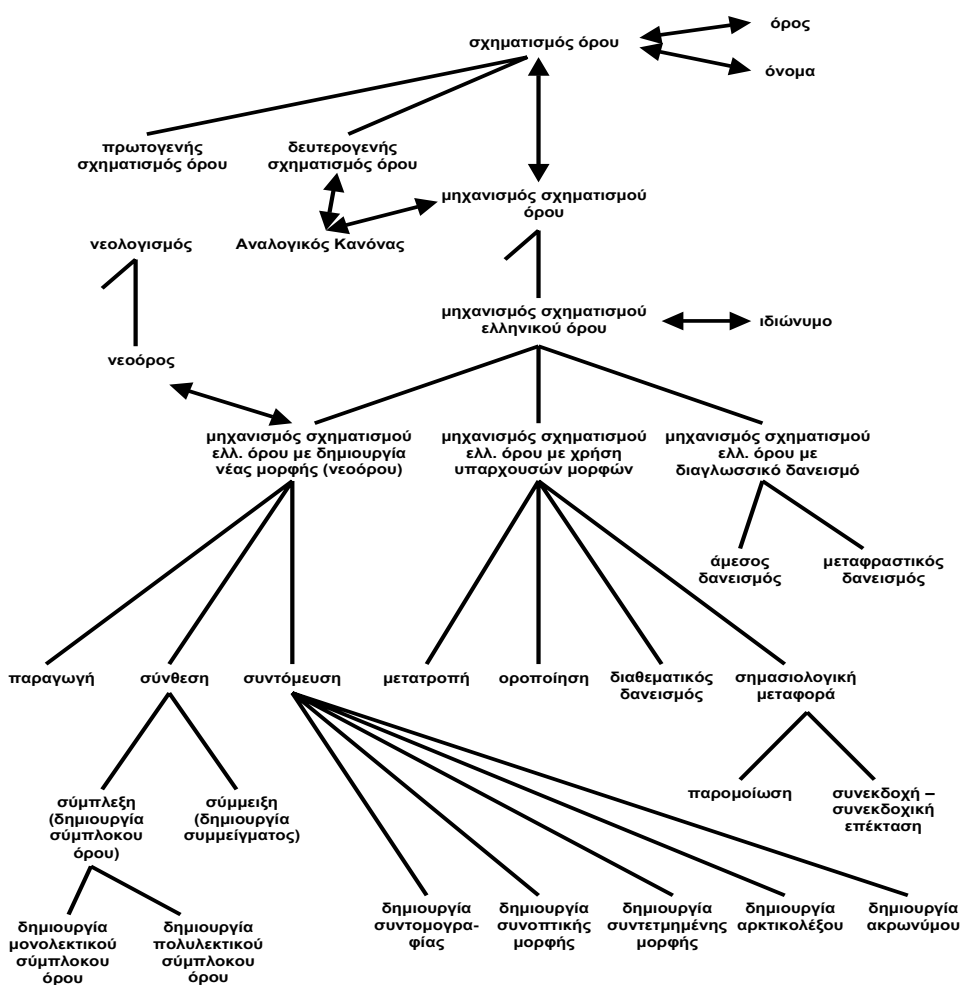 όρος
σχηματισμός όρου
όνομα
πρωτογενής
σχηματισμός όρου
δευτερογενής
σχηματισμός όρου
μηχανισμός σχηματισμού
όρου
νεολογισμός
Αναλογικός Κανόνας
μηχανισμός σχηματισμού
ελληνικού όρου
ιδιώνυμο
νεοόρος
μηχανισμός σχηματισμού
ελλ. όρου με δημιουργία
νέας μορφής (νεοόρου)
μηχανισμός σχηματισμού
ελλ. όρου με χρήση
υπαρχουσών μορφών
μηχανισμός σχηματισμού
ελλ. όρου με
διαγλωσσικό δανεισμό
άμεσος
δανεισμός
μεταφραστικός
δανεισμός
παραγωγή
σύνθεση
συντόμευση
μετατροπή
οροποίηση
διαθεματικός
δανεισμός
σημασιολογική
μεταφορά
σύμπλεξη
(δημιουργία
σύμπλοκου
όρου)
σύμμειξη
(δημιουργία
συμμείγματος)
παρομοίωση
συνεκδοχή –
συνεκδοχική
επέκταση
δημιουργία
μονολεκτικού
σύμπλοκου
όρου
δημιουργία
πολυλεκτικού
σύμπλοκου
όρου
δημιουργία
συντομογρα-
φίας
δημιουργία
συνοπτικής
μορφής
δημιουργία
συντετμημένης
μορφής
δημιουργία
αρκτικολέξου
δημιουργία
ακρωνύμου